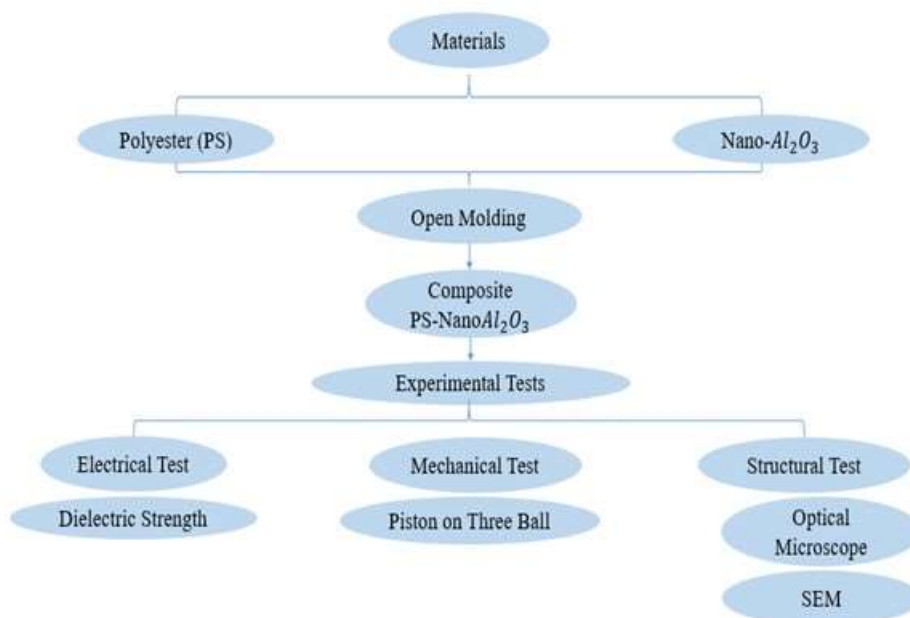 Materials
Polyester (PS)
Nano-Al₂O₃
Open Molding
Composite
PS-NanoAl₂O₃
Experimental Tests
Electrical Test
Mechanical Test
Structural Test
Dielectric Strength
Piston on Three Ball
Optical
Microscope
SEM